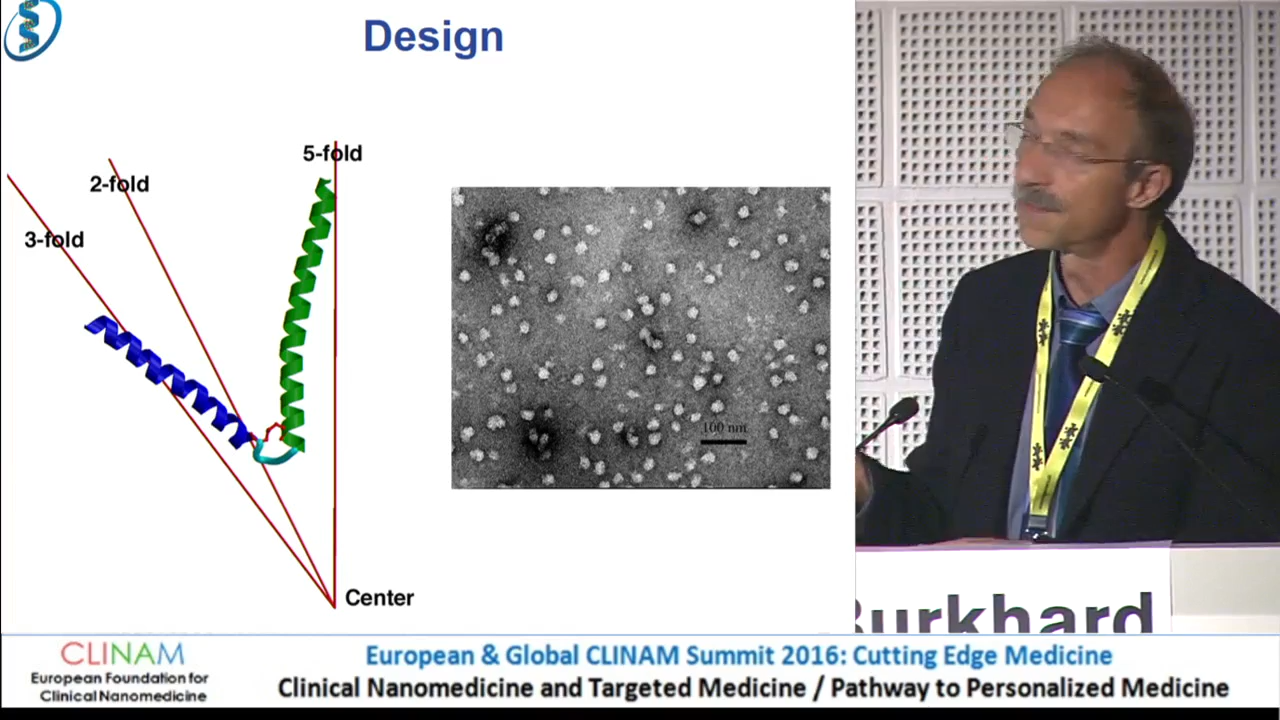 Design
5-fold
2-fold
3-fold
100 nm
Center
Burkhard
CLINAM
European Foundation for
Clinical Nanomedicine
European & Global CLINAM Summit 2016: Cutting Edge Medicine
Clinical Nanomedicine and Targeted Medicine / Pathway to Personalized Medicine